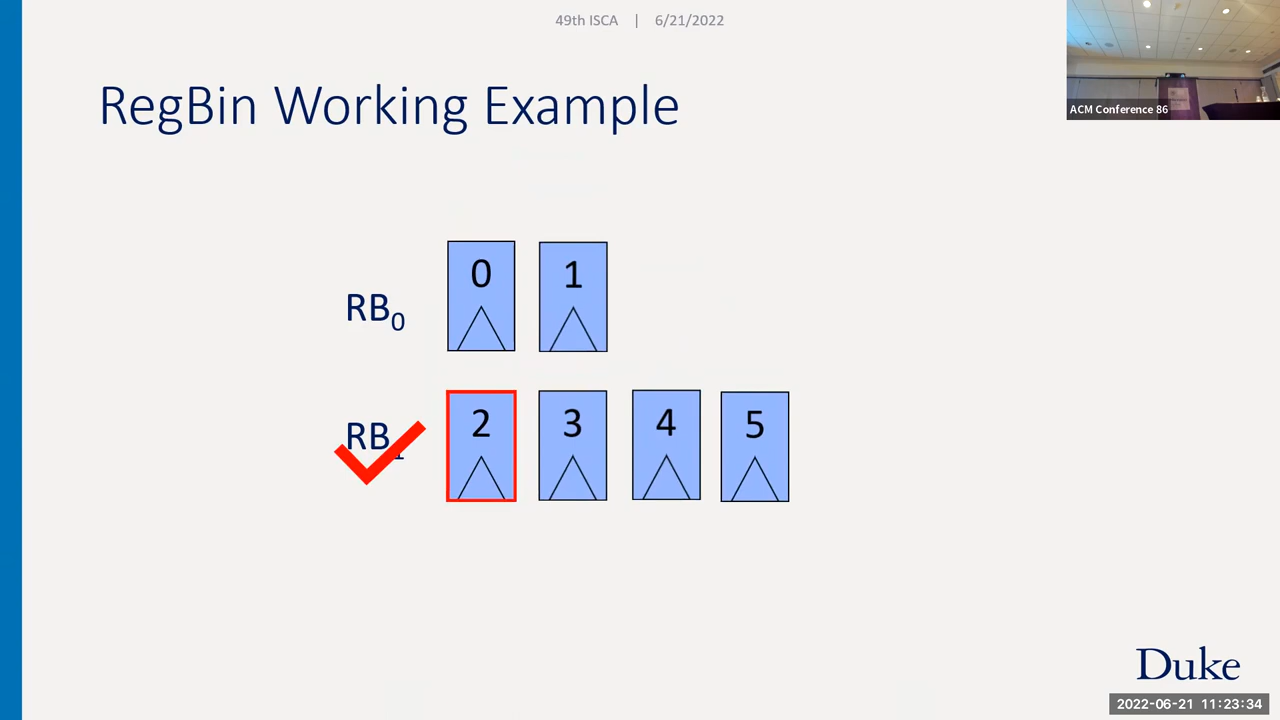 49th ISCA | 6/21/2022
ACM Conference 86
RegBin Working Example
0 1
RB0
2 3 4 5
RB1
Duke
2022-06-21 11:23:34